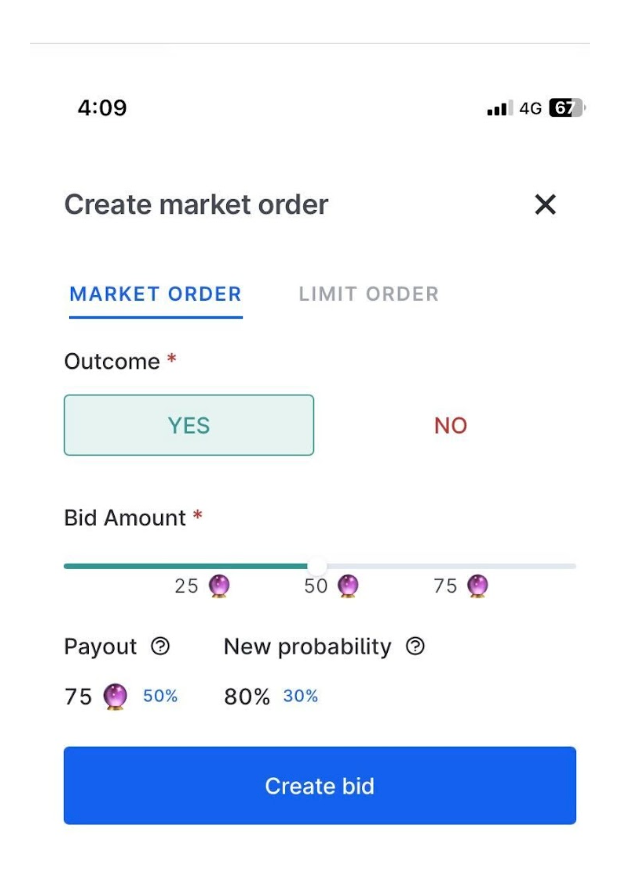 4:09 4G 67
Create market order
MARKET ORDER LIMIT ORDER
Outcome *
YES NO
Bid Amount *
25 🔮 50 🔮 75 🔮
Payout New probability
75 🔮 50% 80% 30%
Create bid